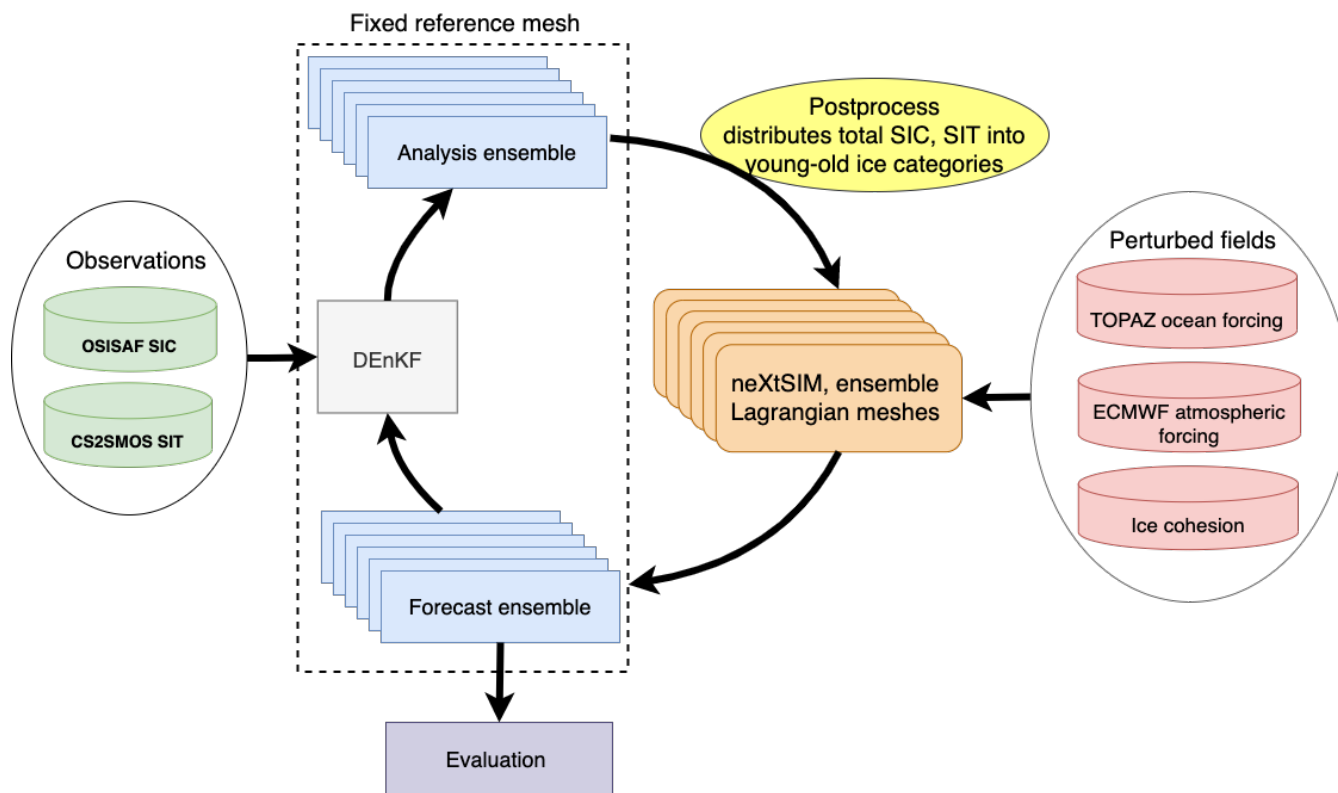 Fixed reference mesh
Analysis ensemble
Postprocess
distributes total SIC, SIT into
young-old ice categories
Observations
OSISAF SIC
CS2SMOS SIT
DEnKF
neXtSIM, ensemble
Lagrangian meshes
Perturbed fields
TOPAZ ocean forcing
ECMWF atmospheric
forcing
Ice cohesion
Forecast ensemble
Evaluation